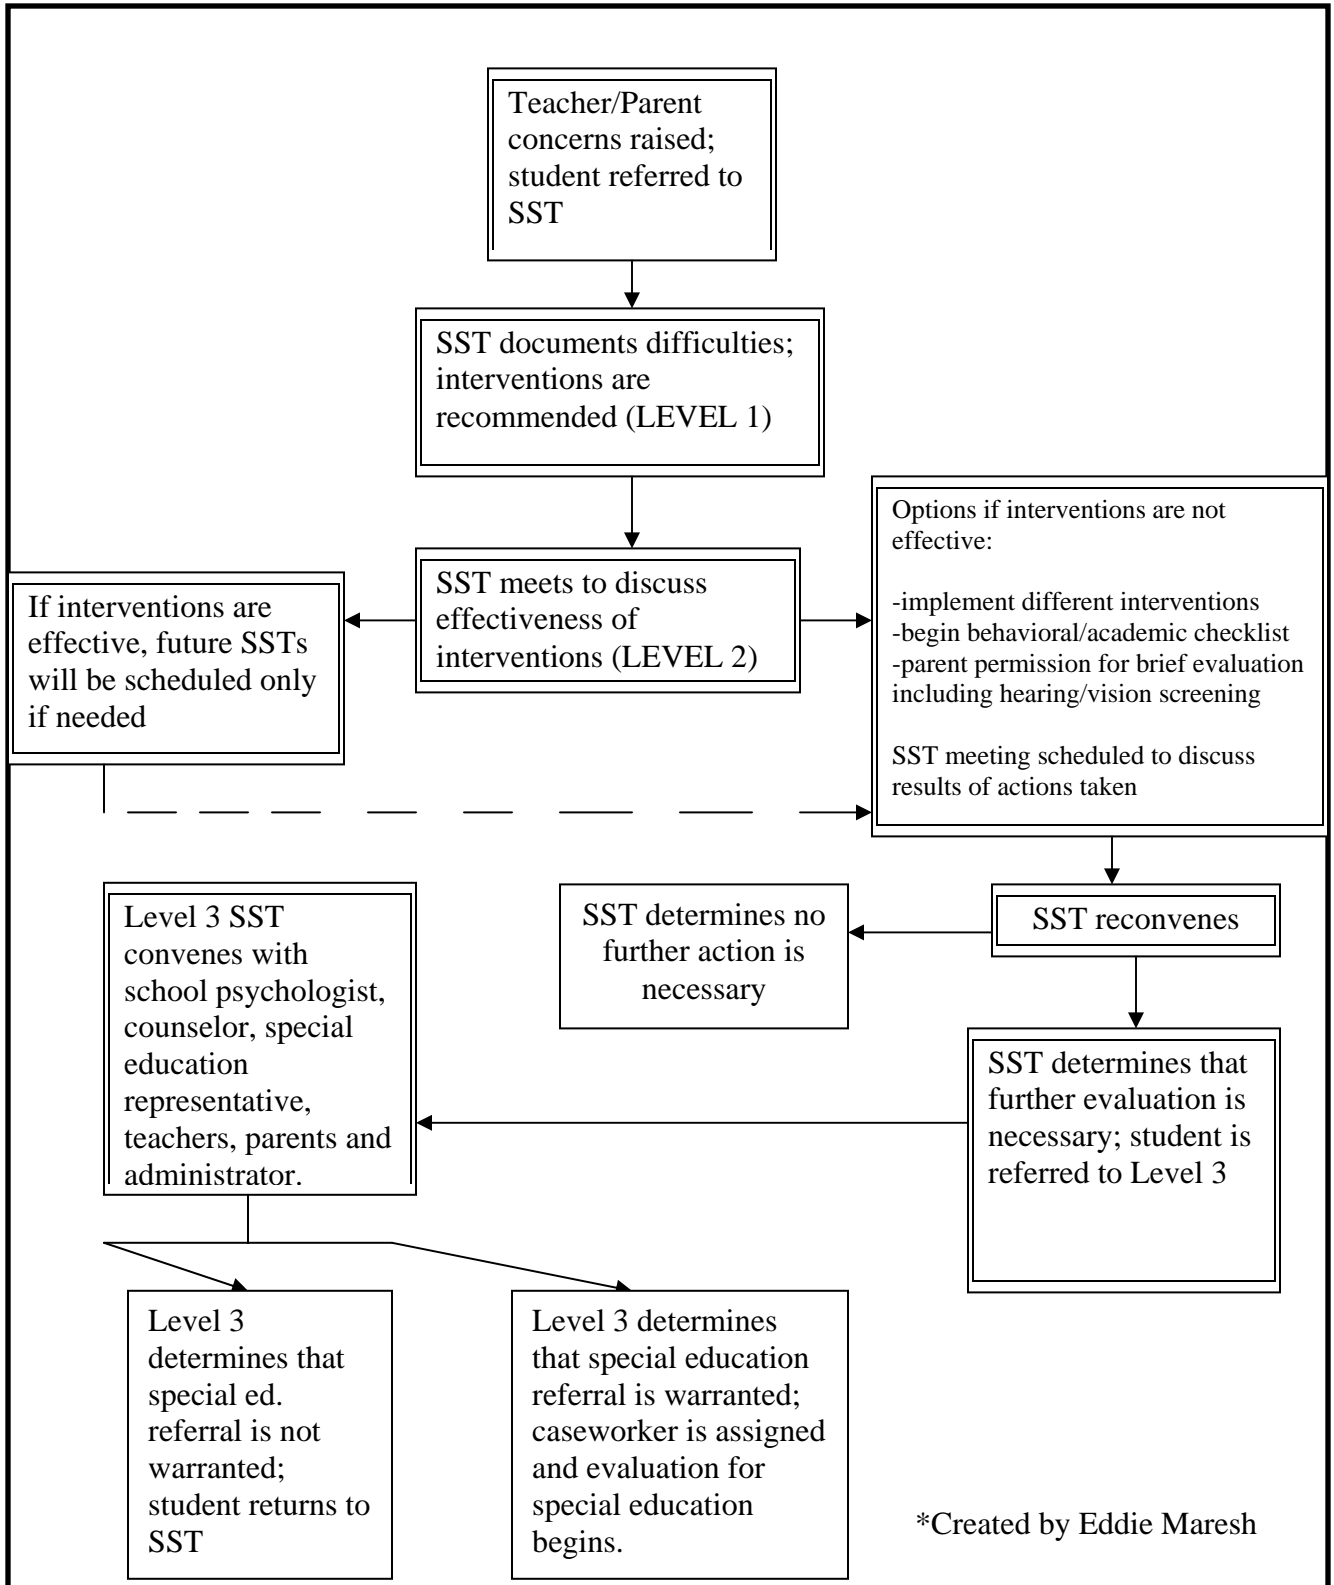 Teacher/Parent
concerns raised;
student referred to
SST
SST documents difficulties;
interventions are
recommended (LEVEL 1)
SST meets to discuss
effectiveness of
interventions (LEVEL 2)
If interventions are
effective, future SSTs
will be scheduled only
if needed
Options if interventions are not
effective:
-implement different interventions
-begin behavioral/academic checklist
-parent permission for brief evaluation
including hearing/vision screening
SST meeting scheduled to discuss
results of actions taken
SST reconvenes
SST determines no
further action is
necessary
SST determines that
further evaluation is
necessary; student is
referred to Level 3
Level 3 SST
convenes with
school psychologist,
counselor, special
education
representative,
teachers, parents and
administrator.
Level 3
determines that
special ed.
referral is not
warranted;
student returns to
SST
Level 3 determines
that special education
referral is warranted;
caseworker is assigned
and evaluation for
special education
begins.
*Created by Eddie Maresh